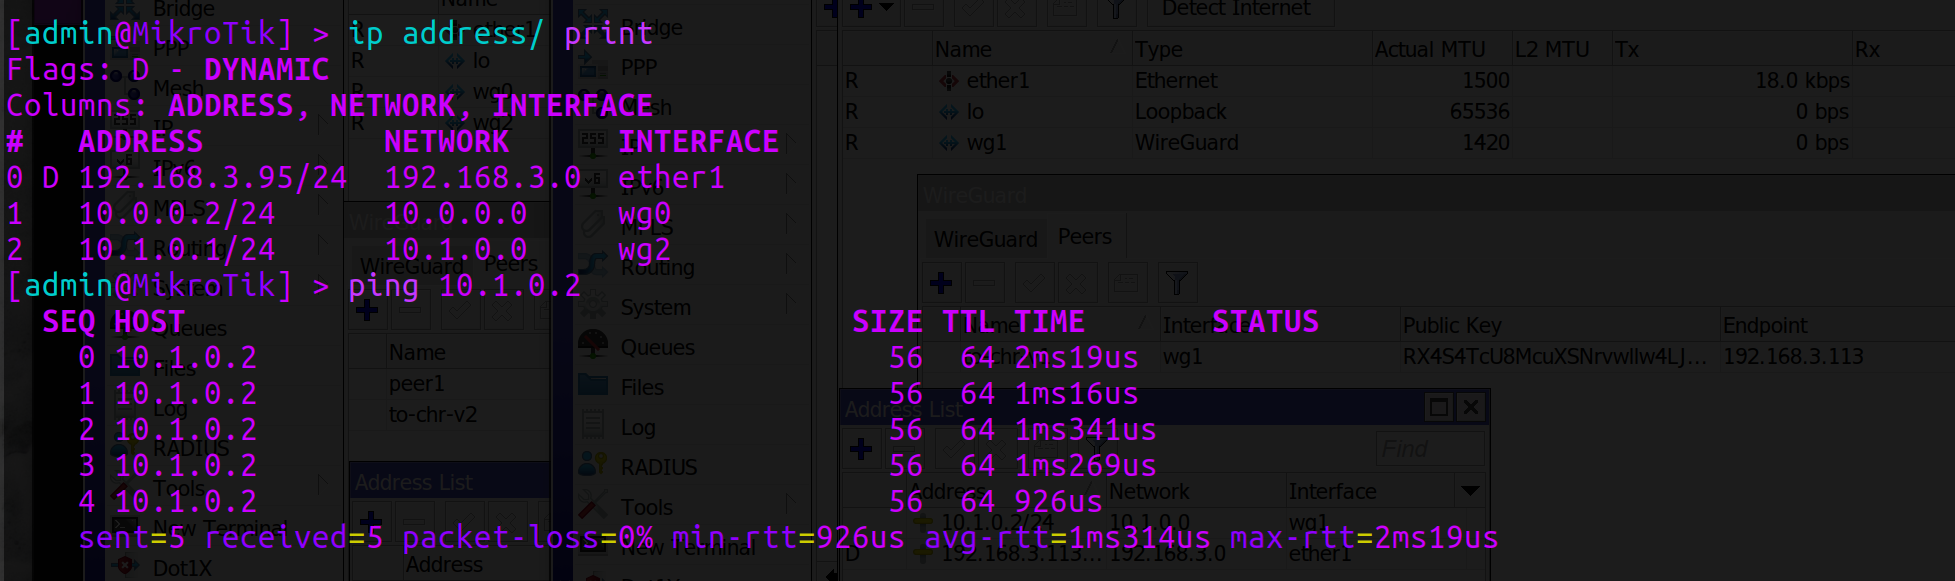 [admin@MikroTik] > ip address/ print
Flags: D - DYNAMIC
Columns: ADDRESS, NETWORK, INTERFACE
# ADDRESS NETWORK INTERFACE
0 D 192.168.3.95/24 192.168.3.0 ether1
1 10.0.0.2/24 10.0.0.0 wg0
2 10.1.0.1/24 10.1.0.0 wg2
[admin@MikroTik] > ping 10.1.0.2
SEQ HOST SIZE TTL TIME STATUS
0 10.1.0.2 56 64 2ms19us
1 10.1.0.2 56 64 1ms16us
2 10.1.0.2 56 64 1ms341us
3 10.1.0.2 56 64 1ms269us
4 10.1.0.2 56 64 926us
sent=5 received=5 packet-loss=0% min-rtt=926us avg-rtt=1ms314us max-rtt=2ms19us
Bridge
PPP
Mesh
Routing
Queues
Files
Log
RADIUS
Tools
New Terminal
Dot1X
Name
R lo
R wg0
R wg2
WireGuard
WireGuard Peers
Name
peer1
to-chr-v2
Address List
Address
Bridge
PPP
Mesh
IP
IPv6
MPLS
Routing
System
Queues
Files
Log
RADIUS
Tools
New Terminal
Detect Internet
Name Type Actual MTU L2 MTU Tx Rx
R ether1 Ethernet 1500 18.0 kbps
R lo Loopback 65536 0 bps
R wg1 WireGuard 1420 0 bps
WireGuard
WireGuard Peers
Name Public Key Endpoint
wg1 RX4S4TcU8McuXSNrvwllw4LJ... 192.168.3.113
Address List
Find
Address Network Interface
10.1.0.2/24 10.1.0.0 wg1
D 192.168.3.113... 192.168.3.0 ether1